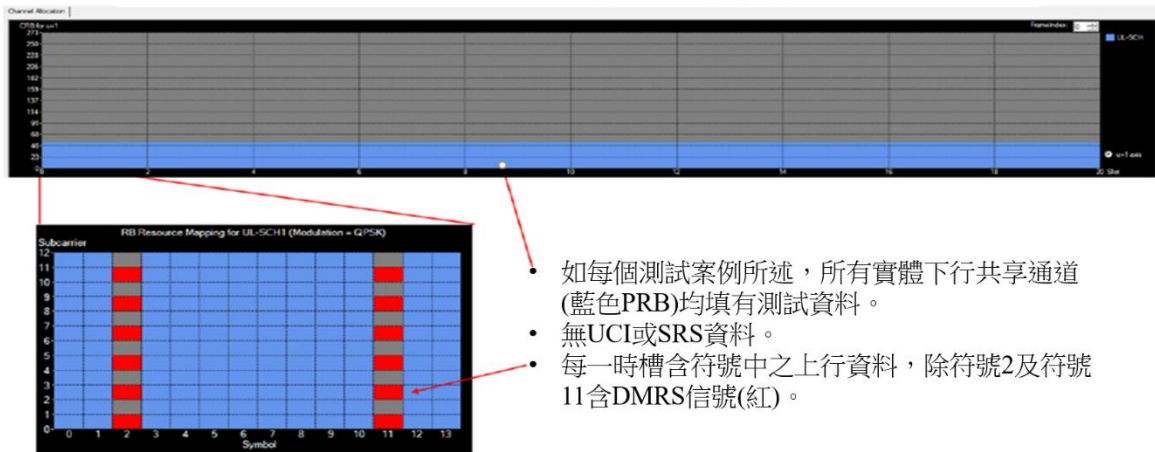 Channel Allocation
CRB for u=1
FrameIndex: 0
273
250
228
205
182
159
137
114
91
68
46
23
0
0 2 4 6 8 10 12 14 16 18 20 Slot
UL-SCH
u=1 axis
RB Resource Mapping for UL-SCH1 (Modulation = QPSK)
Subcarrier
12
11
10
9
8
7
6
5
4
3
2
1
0
0 1 2 3 4 5 6 7 8 9 10 11 12 13
Symbol
• 如每個測試案例所述，所有實體下行共享通道
(藍色PRB)均填有測試資料。
• 無UCI或SRS資料。
• 每一時槽含符號中之上行資料，除符號2及符號
11含DMRS信號(紅)。